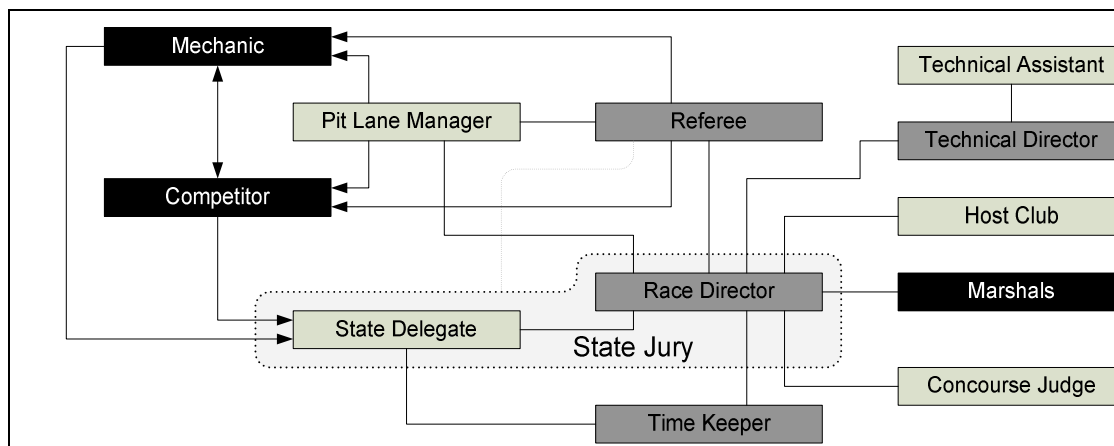 Mechanic
Technical Assistant
Pit Lane Manager
Referee
Technical Director
Competitor
Host Club
Race Director
Marshals
State Delegate
State Jury
Concourse Judge
Time Keeper